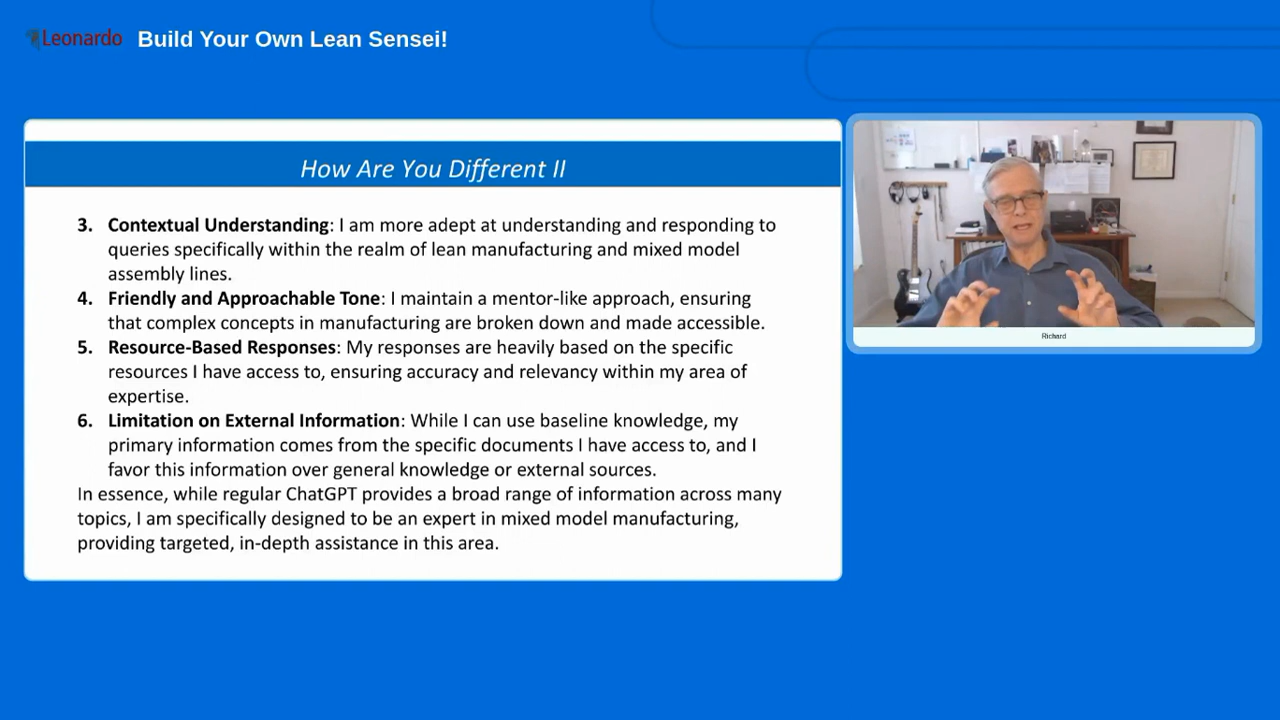 Leonardo Build Your Own Lean Sensei!
How Are You Different II
3. Contextual Understanding: I am more adept at understanding and responding to
queries specifically within the realm of lean manufacturing and mixed model
assembly lines.
4. Friendly and Approachable Tone: I maintain a mentor-like approach, ensuring
that complex concepts in manufacturing are broken down and made accessible.
5. Resource-Based Responses: My responses are heavily based on the specific
resources I have access to, ensuring accuracy and relevancy within my area of
expertise.
6. Limitation on External Information: While I can use baseline knowledge, my
primary information comes from the specific documents I have access to, and I
favor this information over general knowledge or external sources.
In essence, while regular ChatGPT provides a broad range of information across many
topics, I am specifically designed to be an expert in mixed model manufacturing,
providing targeted, in-depth assistance in this area.
Richard